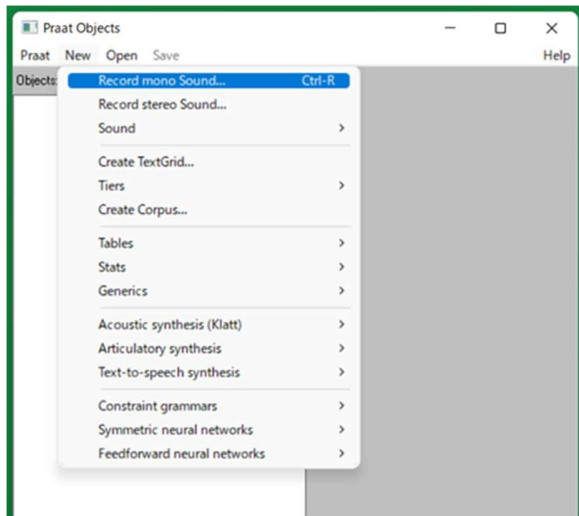 Praat Objects
Praat New Open Save Help
Objects:
Record mono Sound... Ctrl-R
Record stereo Sound...
Sound
Create TextGrid...
Tiers
Create Corpus...
Tables
Stats
Generics
Acoustic synthesis (Klatt)
Articulatory synthesis
Text-to-speech synthesis
Constraint grammars
Symmetric neural networks
Feedforward neural networks